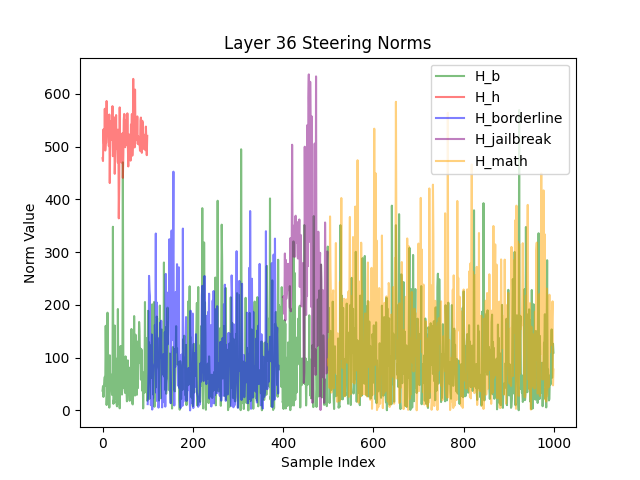 Layer 36 Steering Norms
H_b
H_h
H_borderline
H_jailbreak
H_math
Norm Value
600
500
400
300
200
100
0
0 200 400 600 800 1000
Sample Index